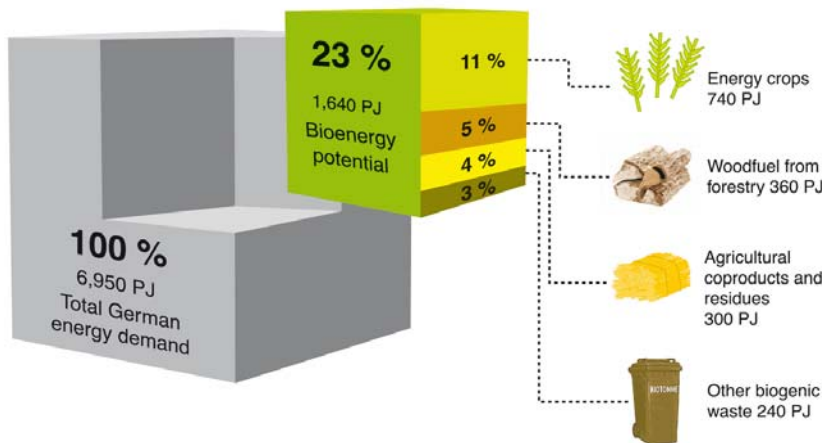 23 %
1,640 PJ
Bioenergy
potential
11 %
5 %
4 %
3 %
100 %
6,950 PJ
Total German
energy demand
Energy crops
740 PJ
Woodfuel from
forestry 360 PJ
Agricultural
coproducts and
residues
300 PJ
BIOTONNE
Other biogenic
waste 240 PJ